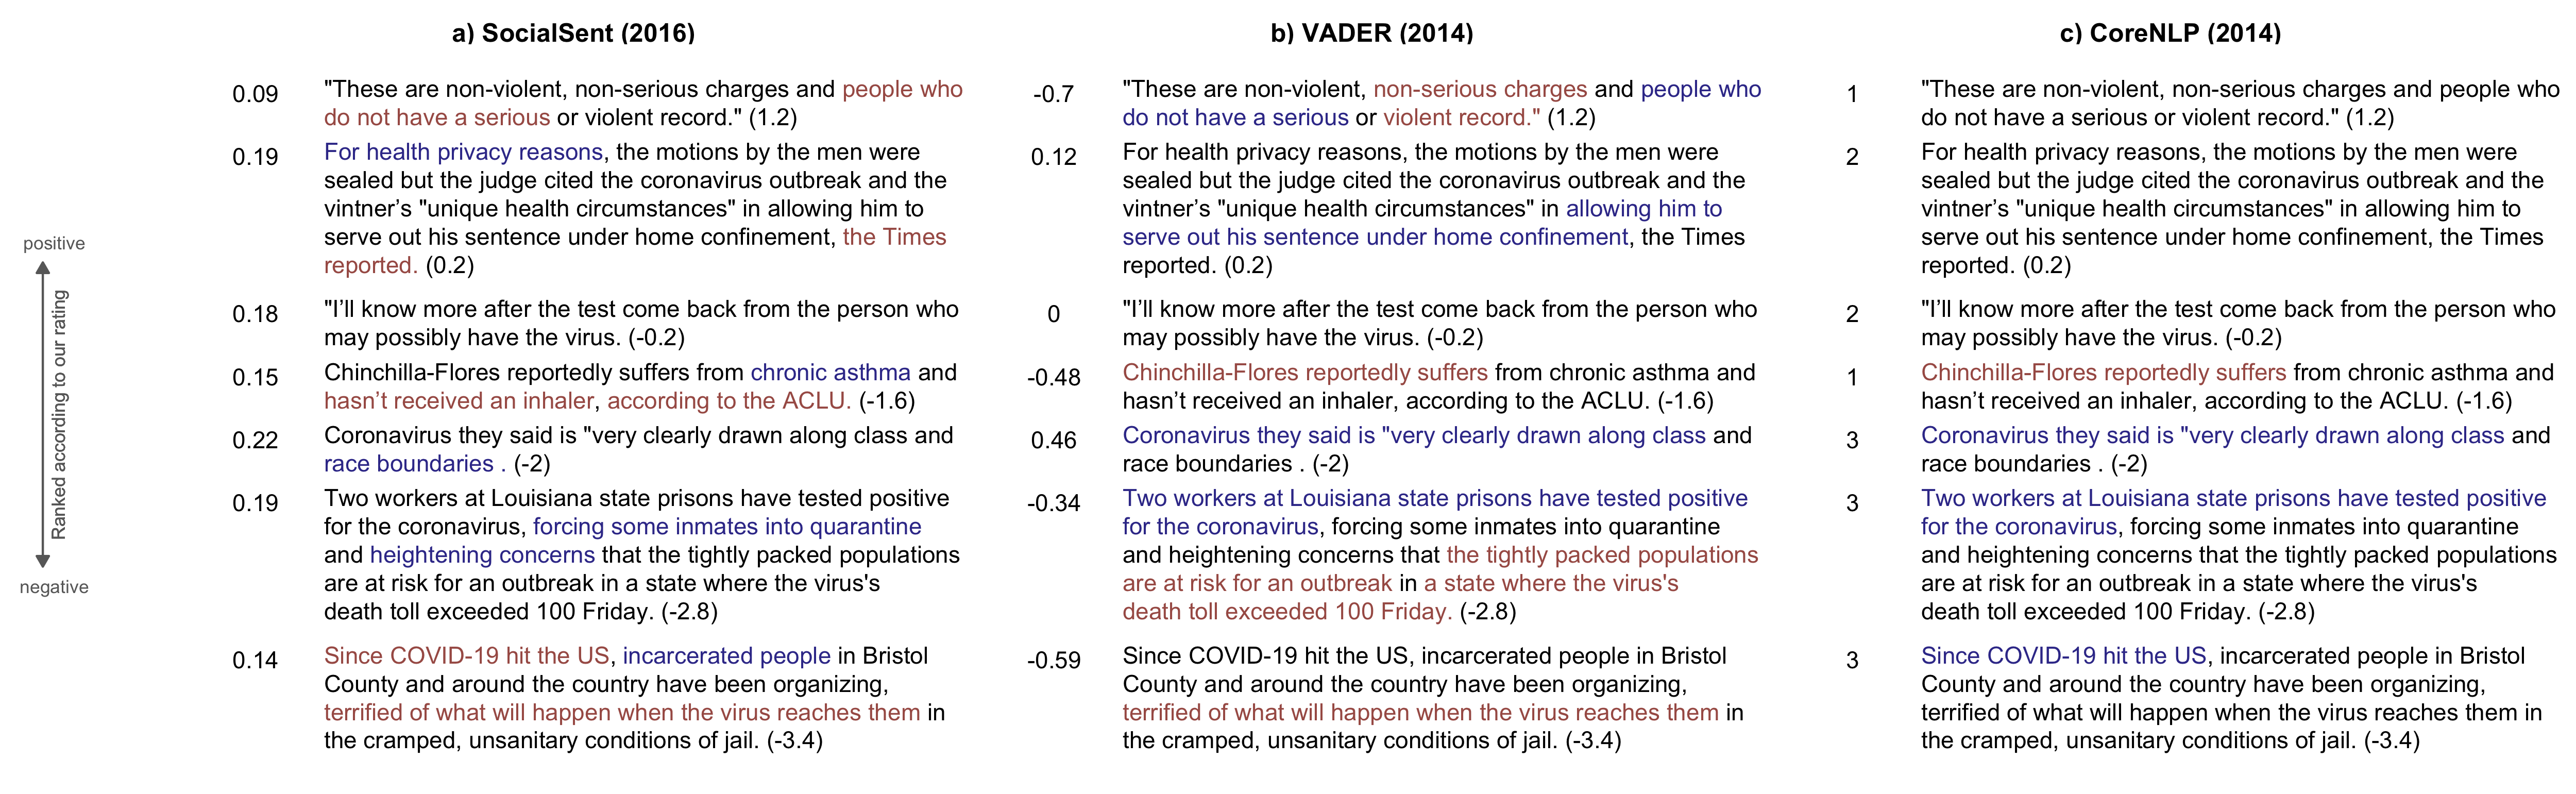 a) SocialSent (2016)
0.09
"These are non-violent, non-serious charges and people who
do not have a serious or violent record." (1.2)
0.19
For health privacy reasons, the motions by the men were
sealed but the judge cited the coronavirus outbreak and the
vintner’s "unique health circumstances" in allowing him to
serve out his sentence under home confinement, the Times
reported. (0.2)
0.18
"I’ll know more after the test come back from the person who
may possibly have the virus. (-0.2)
0.15
Chinchilla-Flores reportedly suffers from chronic asthma and
hasn’t received an inhaler, according to the ACLU. (-1.6)
0.22
Coronavirus they said is "very clearly drawn along class and
race boundaries . (-2)
0.19
Two workers at Louisiana state prisons have tested positive
for the coronavirus, forcing some inmates into quarantine
and heightening concerns that the tightly packed populations
are at risk for an outbreak in a state where the virus's
death toll exceeded 100 Friday. (-2.8)
0.14
Since COVID-19 hit the US, incarcerated people in Bristol
County and around the country have been organizing,
terrified of what will happen when the virus reaches them in
the cramped, unsanitary conditions of jail. (-3.4)
b) VADER (2014)
-0.7
"These are non-violent, non-serious charges and people who
do not have a serious or violent record." (1.2)
0.12
For health privacy reasons, the motions by the men were
sealed but the judge cited the coronavirus outbreak and the
vintner’s "unique health circumstances" in allowing him to
serve out his sentence under home confinement, the Times
reported. (0.2)
0
"I’ll know more after the test come back from the person who
may possibly have the virus. (-0.2)
-0.48
Chinchilla-Flores reportedly suffers from chronic asthma and
hasn’t received an inhaler, according to the ACLU. (-1.6)
0.46
Coronavirus they said is "very clearly drawn along class and
race boundaries . (-2)
-0.34
Two workers at Louisiana state prisons have tested positive
for the coronavirus, forcing some inmates into quarantine
and heightening concerns that the tightly packed populations
are at risk for an outbreak in a state where the virus's
death toll exceeded 100 Friday. (-2.8)
-0.59
Since COVID-19 hit the US, incarcerated people in Bristol
County and around the country have been organizing,
terrified of what will happen when the virus reaches them in
the cramped, unsanitary conditions of jail. (-3.4)
c) CoreNLP (2014)
1
"These are non-violent, non-serious charges and people who
do not have a serious or violent record." (1.2)
2
For health privacy reasons, the motions by the men were
sealed but the judge cited the coronavirus outbreak and the
vintner’s "unique health circumstances" in allowing him to
serve out his sentence under home confinement, the Times
reported. (0.2)
2
"I’ll know more after the test come back from the person who
may possibly have the virus. (-0.2)
1
Chinchilla-Flores reportedly suffers from chronic asthma and
hasn’t received an inhaler, according to the ACLU. (-1.6)
3
Coronavirus they said is "very clearly drawn along class and
race boundaries . (-2)
3
Two workers at Louisiana state prisons have tested positive
for the coronavirus, forcing some inmates into quarantine
and heightening concerns that the tightly packed populations
are at risk for an outbreak in a state where the virus's
death toll exceeded 100 Friday. (-2.8)
3
Since COVID-19 hit the US, incarcerated people in Bristol
County and around the country have been organizing,
terrified of what will happen when the virus reaches them in
the cramped, unsanitary conditions of jail. (-3.4)
positive
Ranked according to our rating
negative